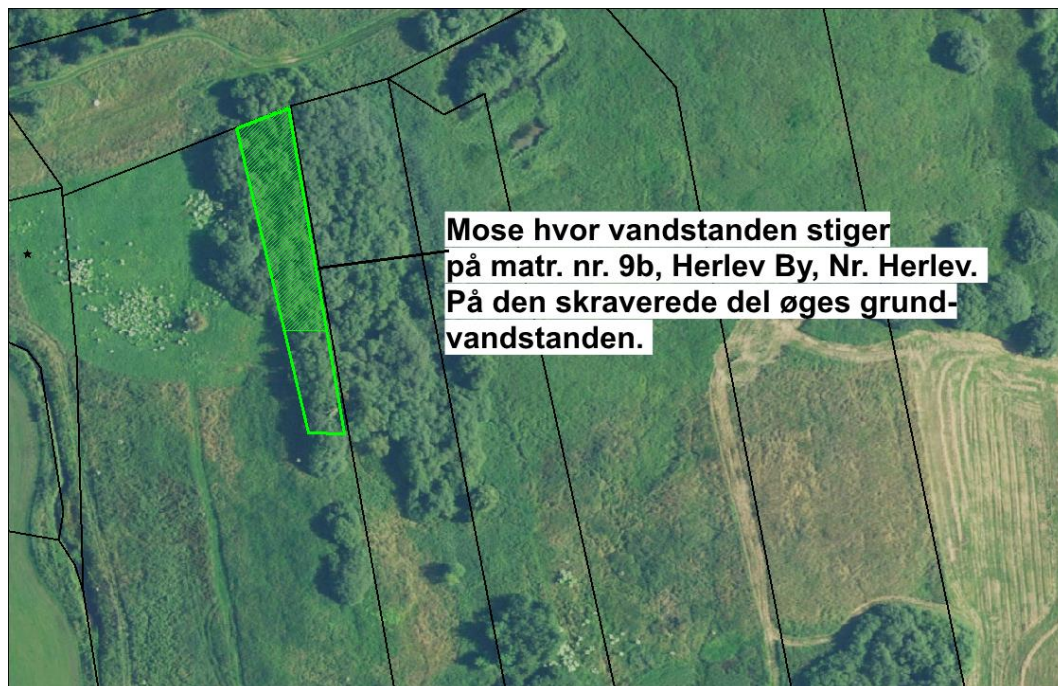 Mose hvor vandstanden stiger
på matr. nr. 9b, Herlev By, Nr. Herlev.
På den skraverede del øges grund-
vandstanden.